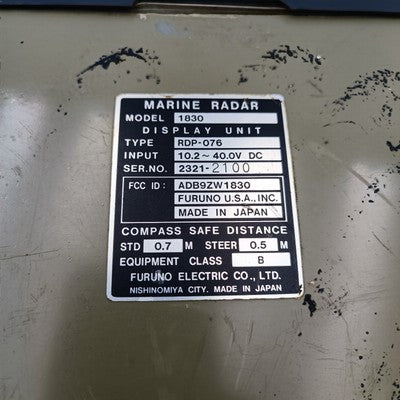 MARINE RADAR
MODEL 1830
DISPLAY UNIT
TYPE RDP-076
INPUT 10.2~40.0V DC
SER.NO. 2321-2100
FCC ID: ADB9ZW1830
FURUNO U.S.A., INC.
MADE IN JAPAN
COMPASS SAFE DISTANCE
STD 0.7 M STEER 0.5 M
EQUIPMENT CLASS B
FURUNO ELECTRIC CO., LTD.
NISHINOMIYA CITY. MADE IN JAPAN